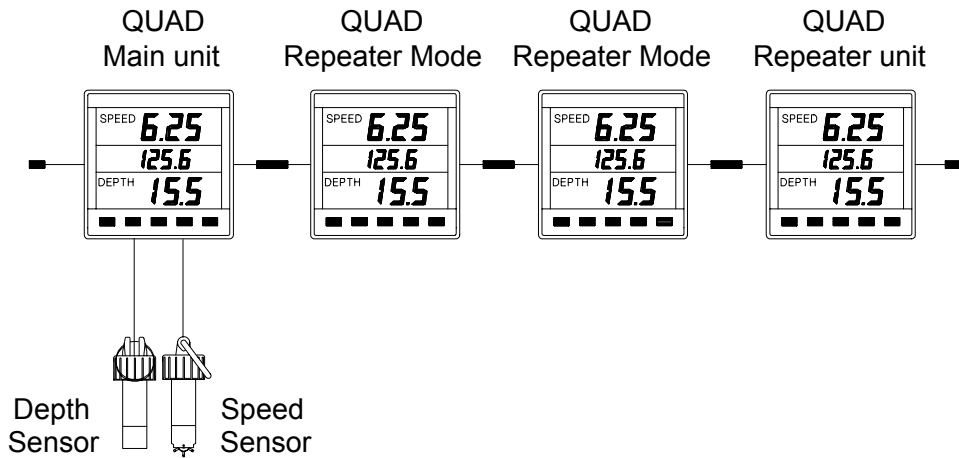 QUAD
Main unit
QUAD
Repeater Mode
QUAD
Repeater Mode
QUAD
Repeater unit
SPEED 6.25
125.6
DEPTH 15.5
SPEED 6.25
125.6
DEPTH 15.5
SPEED 6.25
125.6
DEPTH 15.5
SPEED 6.25
125.6
DEPTH 15.5
Depth
Sensor
Speed
Sensor